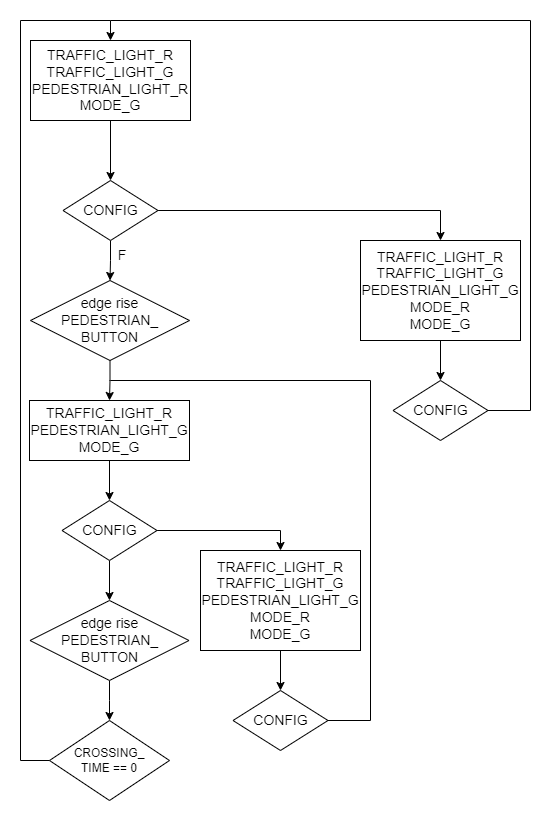 TRAFFIC_LIGHT_R
TRAFFIC_LIGHT_G
PEDESTRIAN_LIGHT_R
MODE_G
CONFIG
F
edge rise
PEDESTRIAN_
BUTTON
TRAFFIC_LIGHT_R
TRAFFIC_LIGHT_G
PEDESTRIAN_LIGHT_G
MODE_R
MODE_G
CONFIG
TRAFFIC_LIGHT_R
PEDESTRIAN_LIGHT_G
MODE_G
CONFIG
TRAFFIC_LIGHT_R
TRAFFIC_LIGHT_G
PEDESTRIAN_LIGHT_G
MODE_R
MODE_G
edge rise
PEDESTRIAN_
BUTTON
CONFIG
CROSSING_
TIME == 0